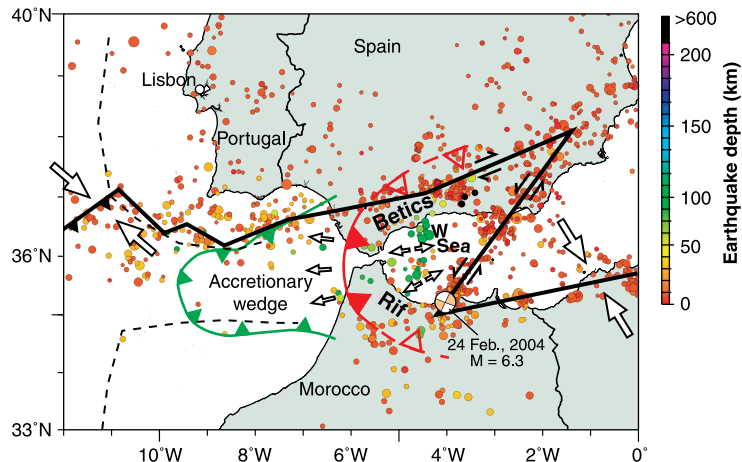 40°N
36°N
33°N
10°W
8°W
6°W
4°W
2°W
0°
Spain
Lisbon
Portugal
Betics
W
Sea
Accretionary
wedge
Rif
24 Feb., 2004
M = 6.3
Morocco
>600
200
150
100
50
0
Earthquake depth (km)